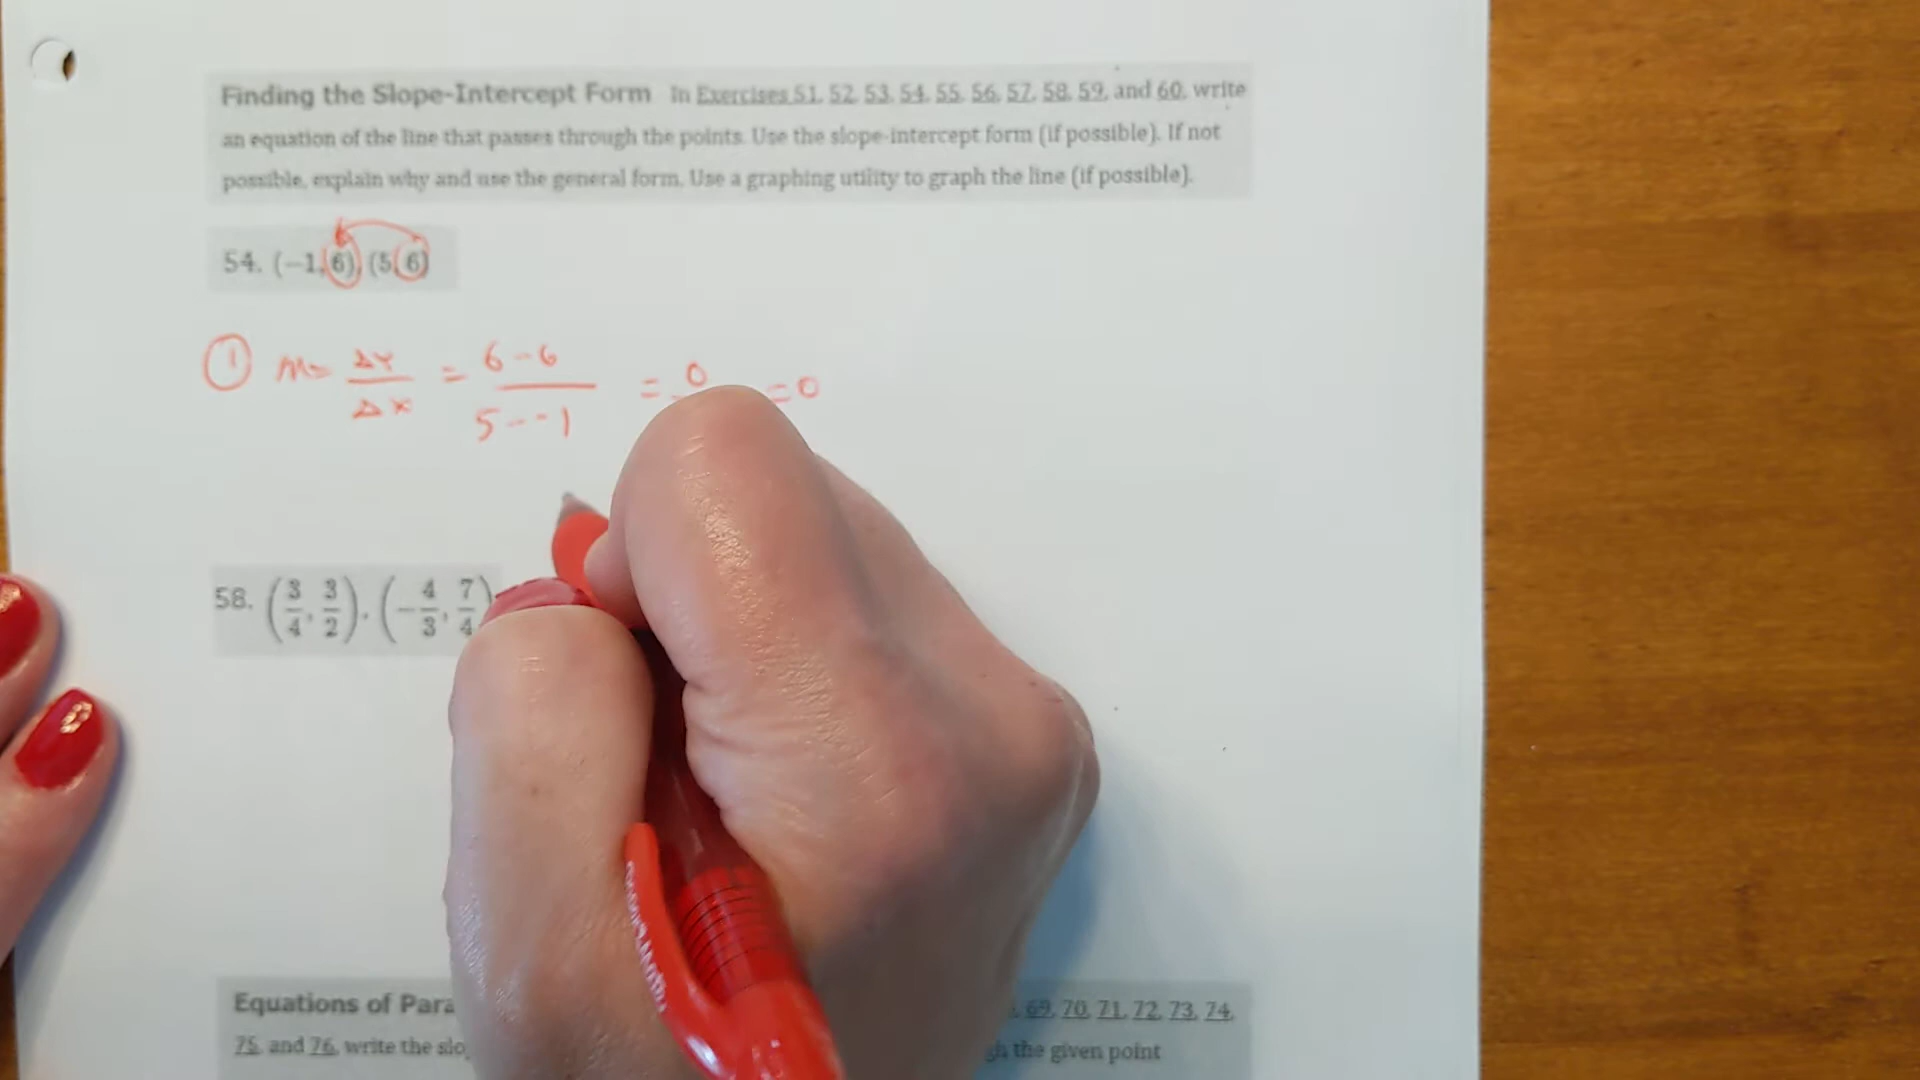 Finding the Slope-Intercept Form In Exercises 51, 52, 53, 54, 55, 56, 57, 58, 59, and 60, write
an equation of the line that passes through the points. Use the slope-intercept form (if possible). If not
possible, explain why and use the general form. Use a graphing utility to graph the line (if possible).
54. (−1, 6), (5, 6)
① m = ΔY/ΔX = 6-6/5--1 = 0 = 0
58. (3/4, 3/2), (−4/3, 7/4)
Equations of 69, 70, 71, 72, 73, 74,
75, and 76, write the the given point